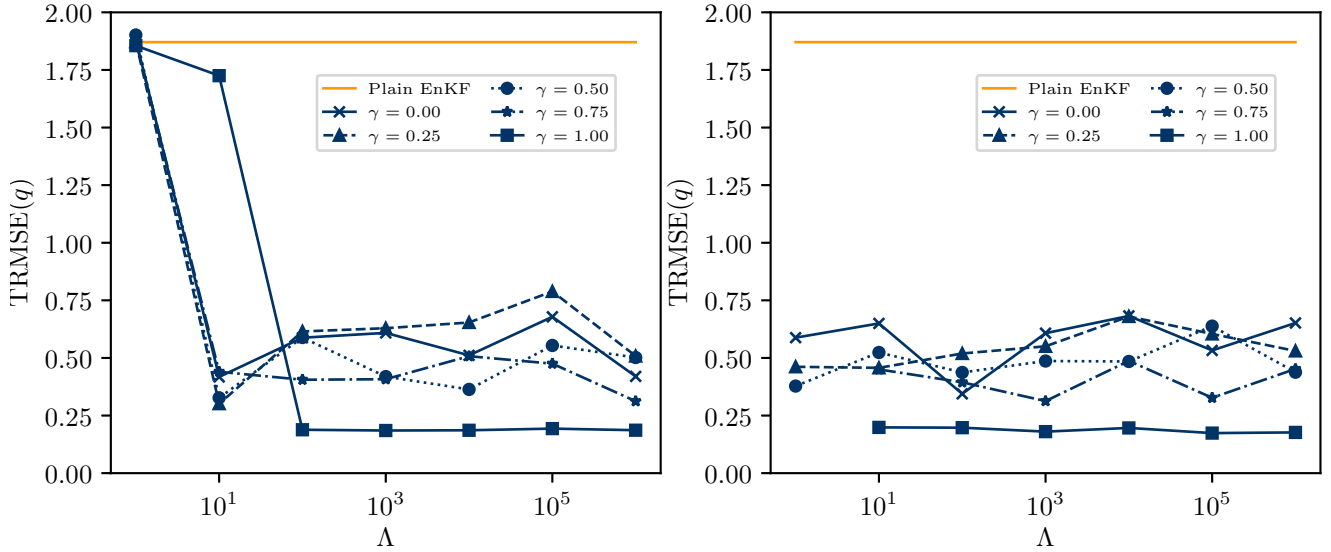 2.00
1.75
1.50
1.25
1.00
0.75
0.50
0.25
0.00
TRMSE(q)
10^1
10^3
10^5
Λ
Plain EnKF
γ = 0.00
γ = 0.25
γ = 0.50
γ = 0.75
γ = 1.00
2.00
1.75
1.50
1.25
1.00
0.75
0.50
0.25
0.00
TRMSE(q)
10^1
10^3
10^5
Λ
Plain EnKF
γ = 0.00
γ = 0.25
γ = 0.50
γ = 0.75
γ = 1.00